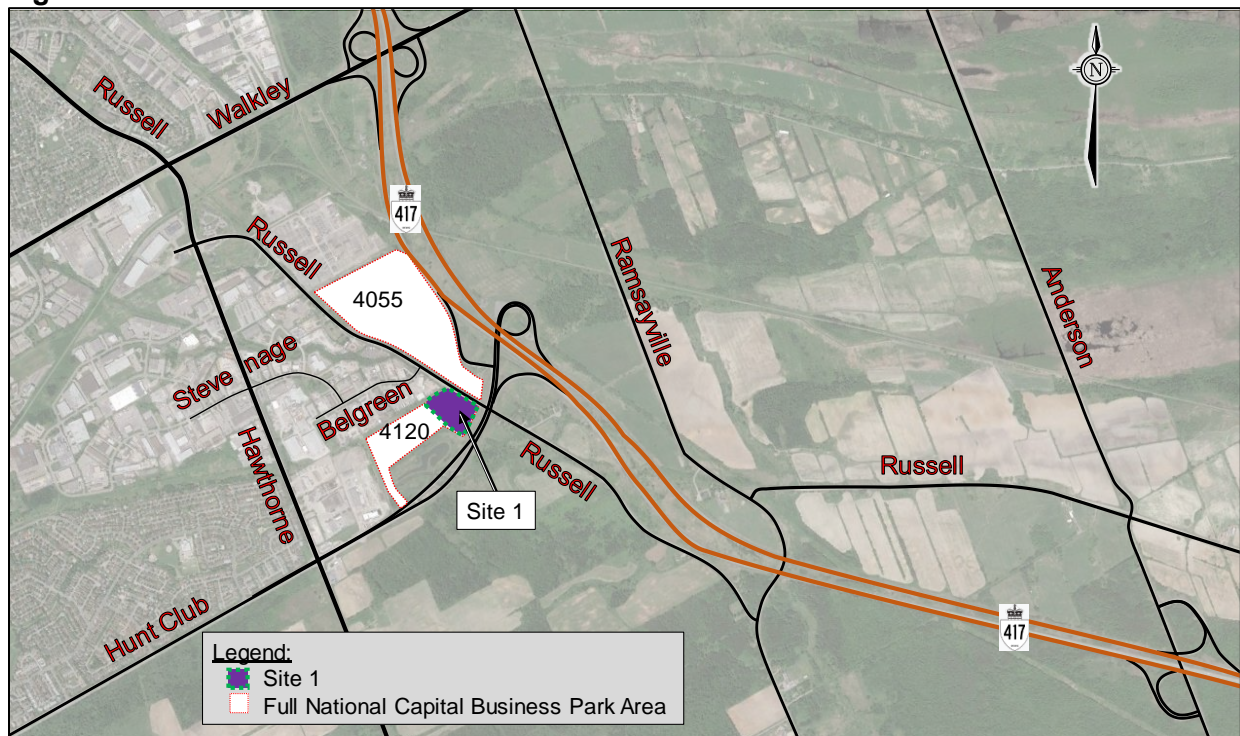 Russell
Walkley
N
417
Russell
4055
Ramsayville
Anderson
Steve nage
Belgreen
4120
Hawthorne
Russell
Russell
Site 1
Hunt Club
417
Legend:
Site 1
Full National Capital Business Park Area